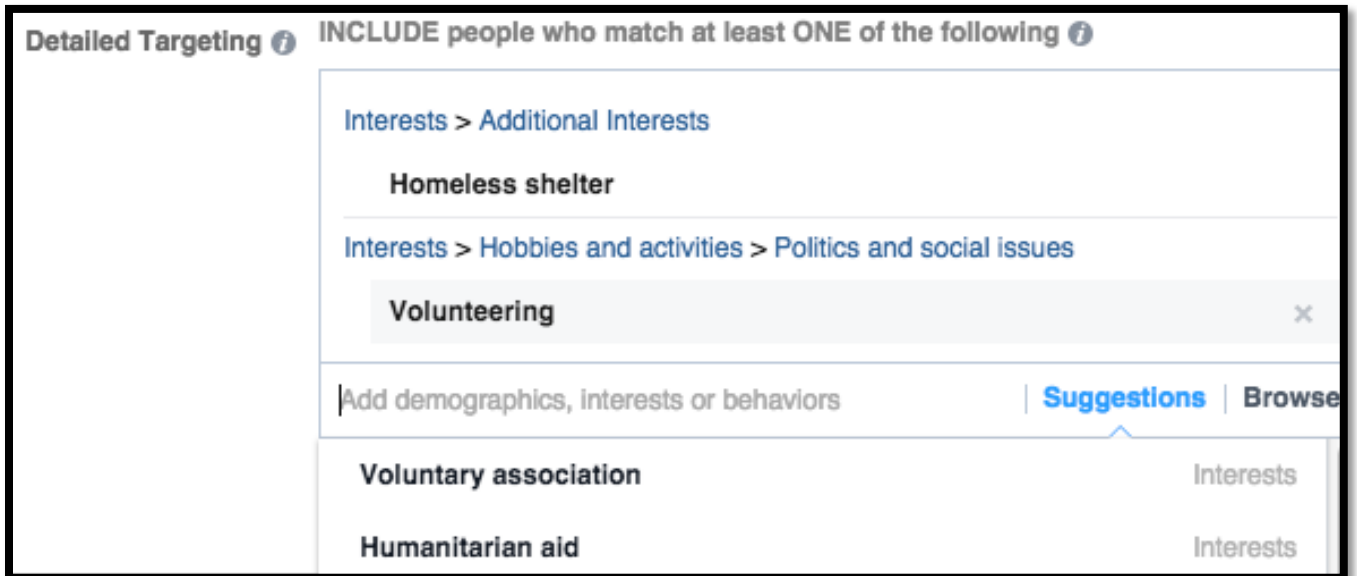 Detailed Targeting INCLUDE people who match at least ONE of the following
Interests > Additional Interests
Homeless shelter
Interests > Hobbies and activities > Politics and social issues
Volunteering
Add demographics, interests or behaviors | Suggestions | Browse
Voluntary association Interests
Humanitarian aid Interests